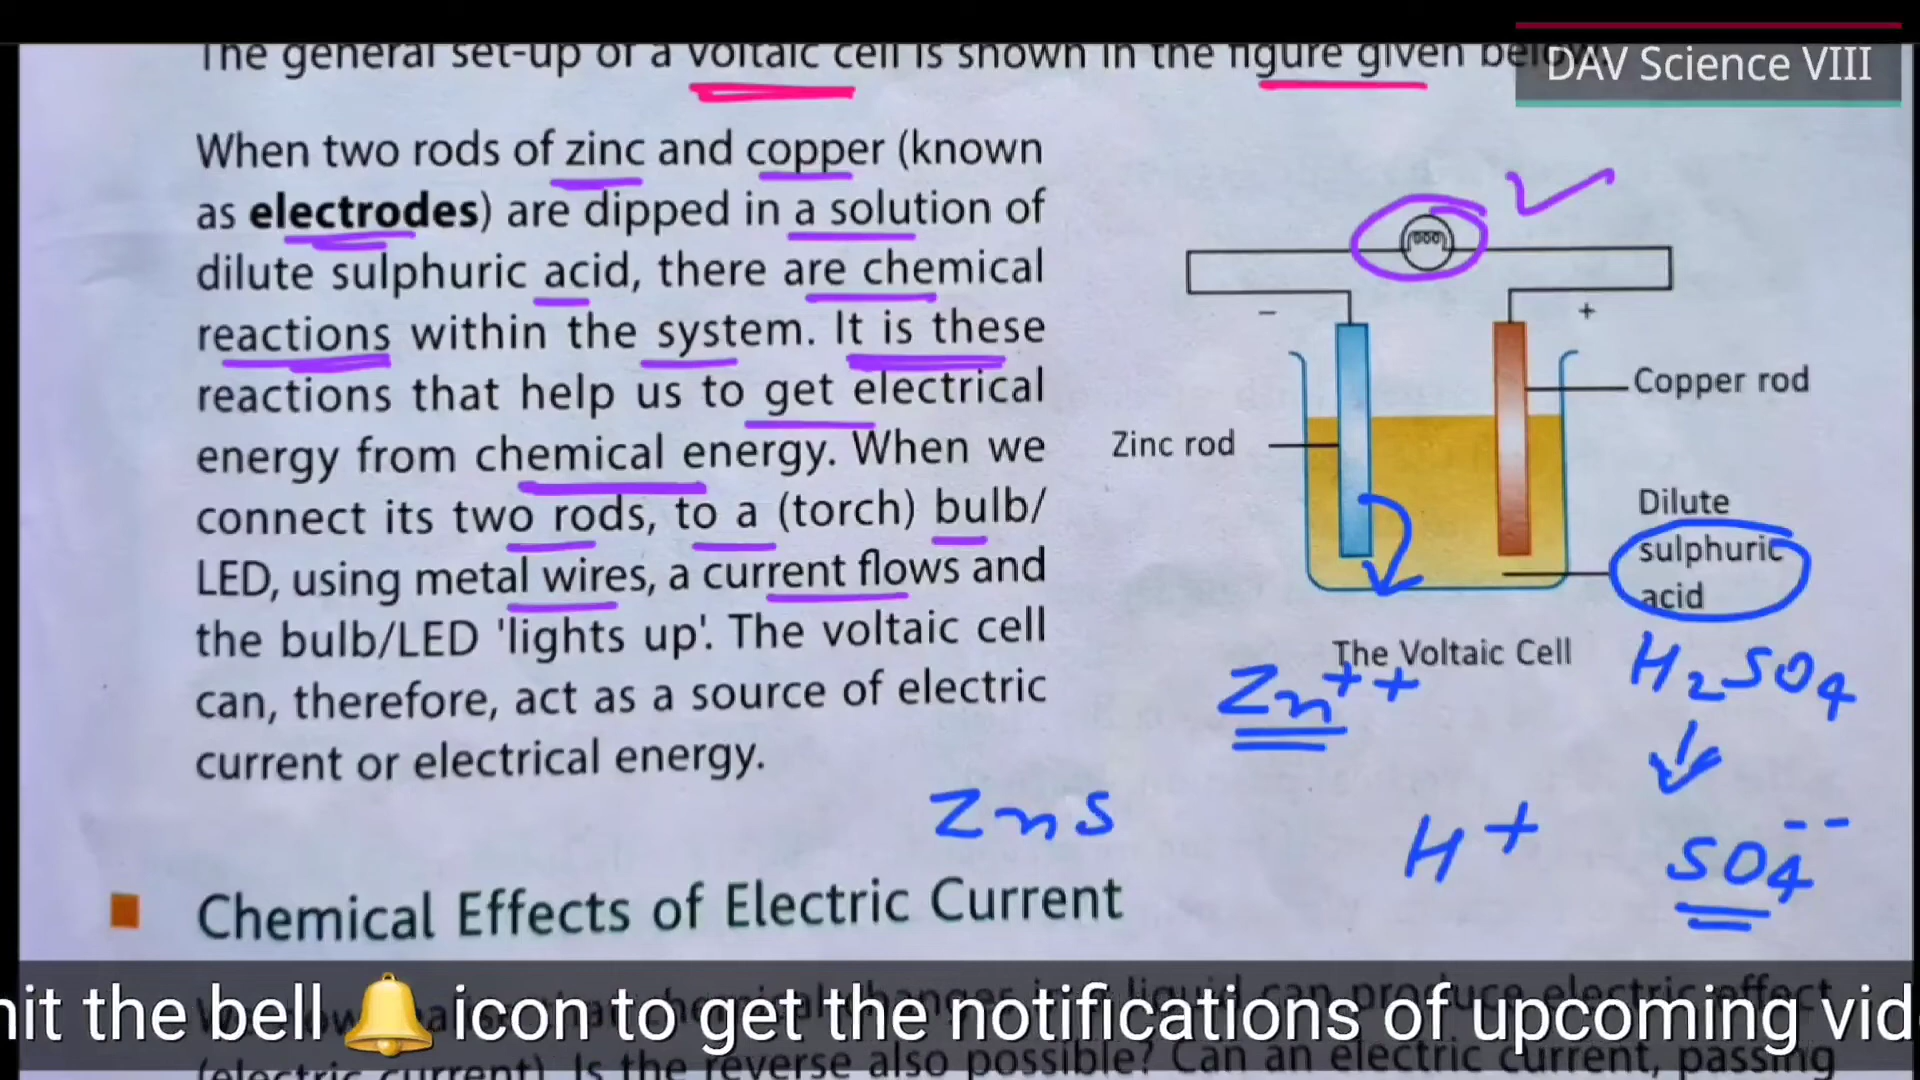 The general set-up of a voltaic cell is shown in the figure given below.
DAV Science VIII
When two rods of zinc and copper (known
as electrodes) are dipped in a solution of
dilute sulphuric acid, there are chemical
reactions within the system. It is these
reactions that help us to get electrical
energy from chemical energy. When we
connect its two rods, to a (torch) bulb/
LED, using metal wires, a current flows and
the bulb/LED 'lights up'. The voltaic cell
can, therefore, act as a source of electric
current or electrical energy.
−
+
Copper rod
Zinc rod
Dilute
sulphuric
acid
The Voltaic Cell
Zn++
H2SO4
ZnS
H+
SO4--
Chemical Effects of Electric Current
hit the bell 🔔 icon to get the notifications of upcoming vid
liquid can produce electric effect
(electric current). Is the reverse also possible? Can an electric current, passing